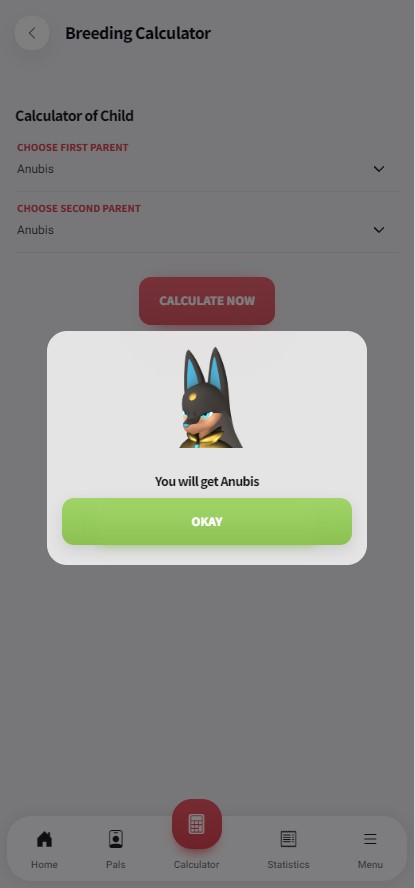 Breeding Calculator
Calculator of Child
CHOOSE FIRST PARENT
Anubis
CHOOSE SECOND PARENT
Anubis
CALCULATE NOW
You will get Anubis
OKAY
Home Pals Calculator Statistics Menu